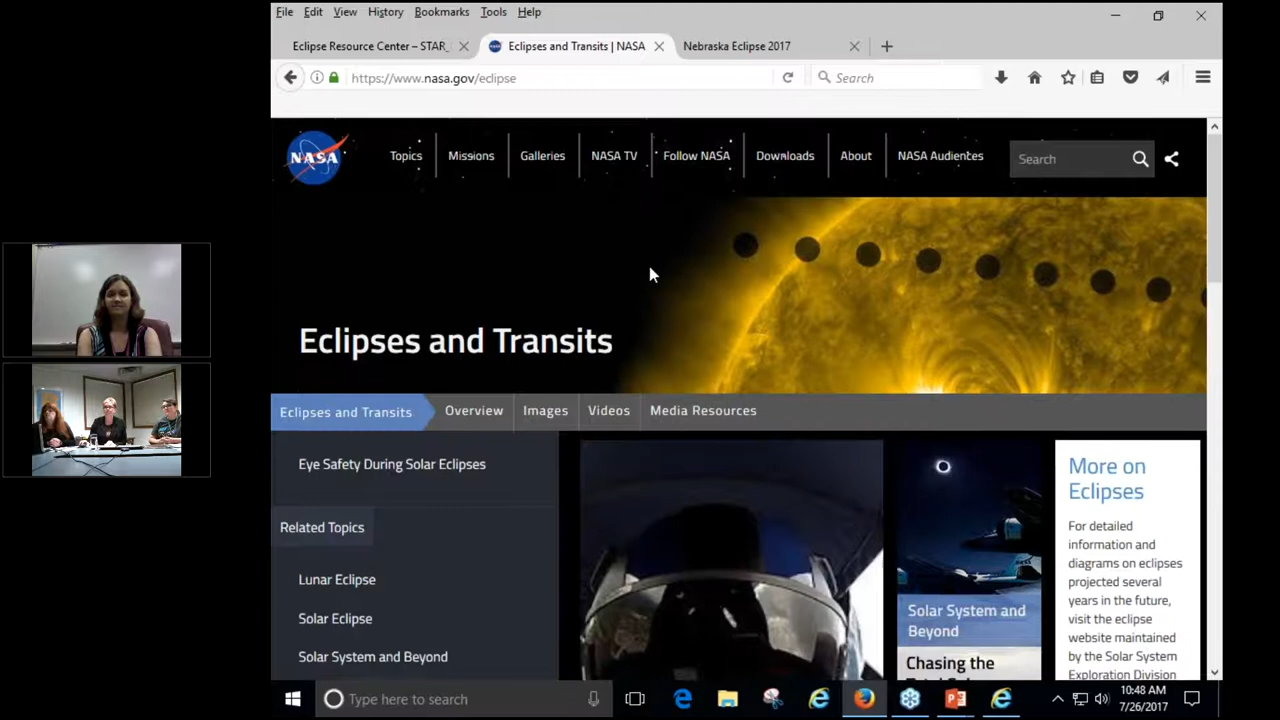 File Edit View History Bookmarks Tools Help
Eclipse Resource Center – STAR_ Eclipses and Transits | NASA Nebraska Eclipse 2017
https://www.nasa.gov/eclipse Search
NASA Topics Missions Galleries NASA TV Follow NASA Downloads About NASA Audiences Search
Eclipses and Transits
Eclipses and Transits Overview Images Videos Media Resources
Eye Safety During Solar Eclipses
Related Topics
Lunar Eclipse
Solar Eclipse
Solar System and Beyond
Solar System and
Beyond
Chasing the
More on
Eclipses
For detailed
information and
diagrams on eclipses
projected several
years in the future,
visit the eclipse
website maintained
by the Solar System
Exploration Division
Type here to search
10:48 AM
7/26/2017